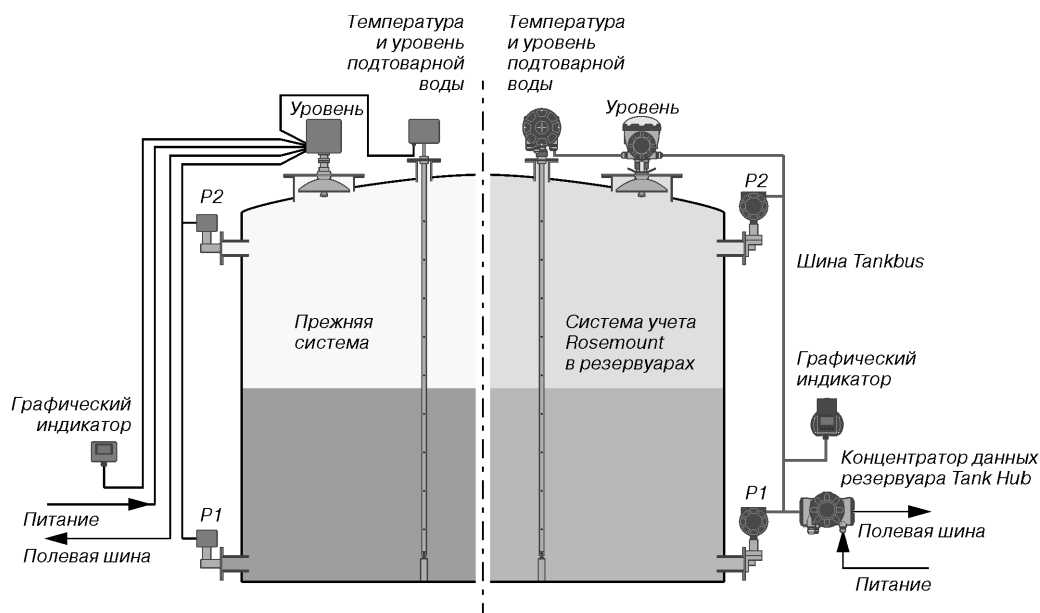 Температура
и уровень
подтоварной
воды
Температура
и уровень
подтоварной
воды
Уровень
Уровень
P2
P2
Шина Tankbus
Прежняя
система
Система учета
Rosemount
в резервуарах
Графический
индикатор
Графический
индикатор
Концентратор данных
резервуара Tank Hub
P1
P1
Питание
Полевая шина
Полевая шина
Питание